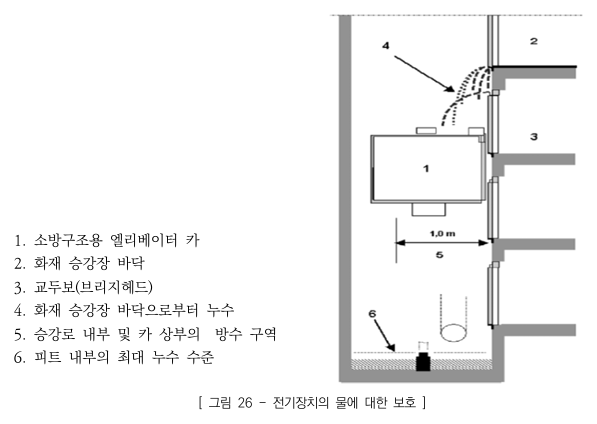 4
2
3
1
1,0 m
5
6
1. 소방구조용 엘리베이터 카
2. 화재 승강장 바닥
3. 교두보(브리지헤드)
4. 화재 승강장 바닥으로부터 누수
5. 승강로 내부 및 카 상부의 방수 구역
6. 피트 내부의 최대 누수 수준
[ 그림 26 - 전기장치의 물에 대한 보호 ]